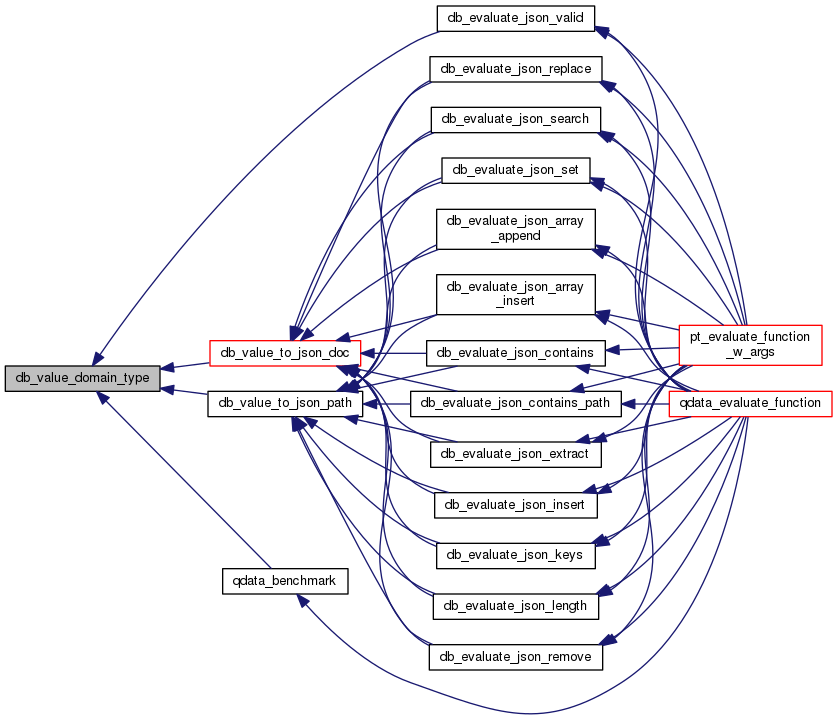 db_evaluate_json_valid
db_evaluate_json_replace
db_evaluate_json_search
db_evaluate_json_set
db_evaluate_json_array
_append
db_evaluate_json_array
_insert
pt_evaluate_function
_w_args
db_value_to_json_doc
db_evaluate_json_contains
db_value_domain_type
db_value_to_json_path
db_evaluate_json_contains_path
qdata_evaluate_function
db_evaluate_json_extract
db_evaluate_json_insert
db_evaluate_json_keys
qdata_benchmark
db_evaluate_json_length
db_evaluate_json_remove